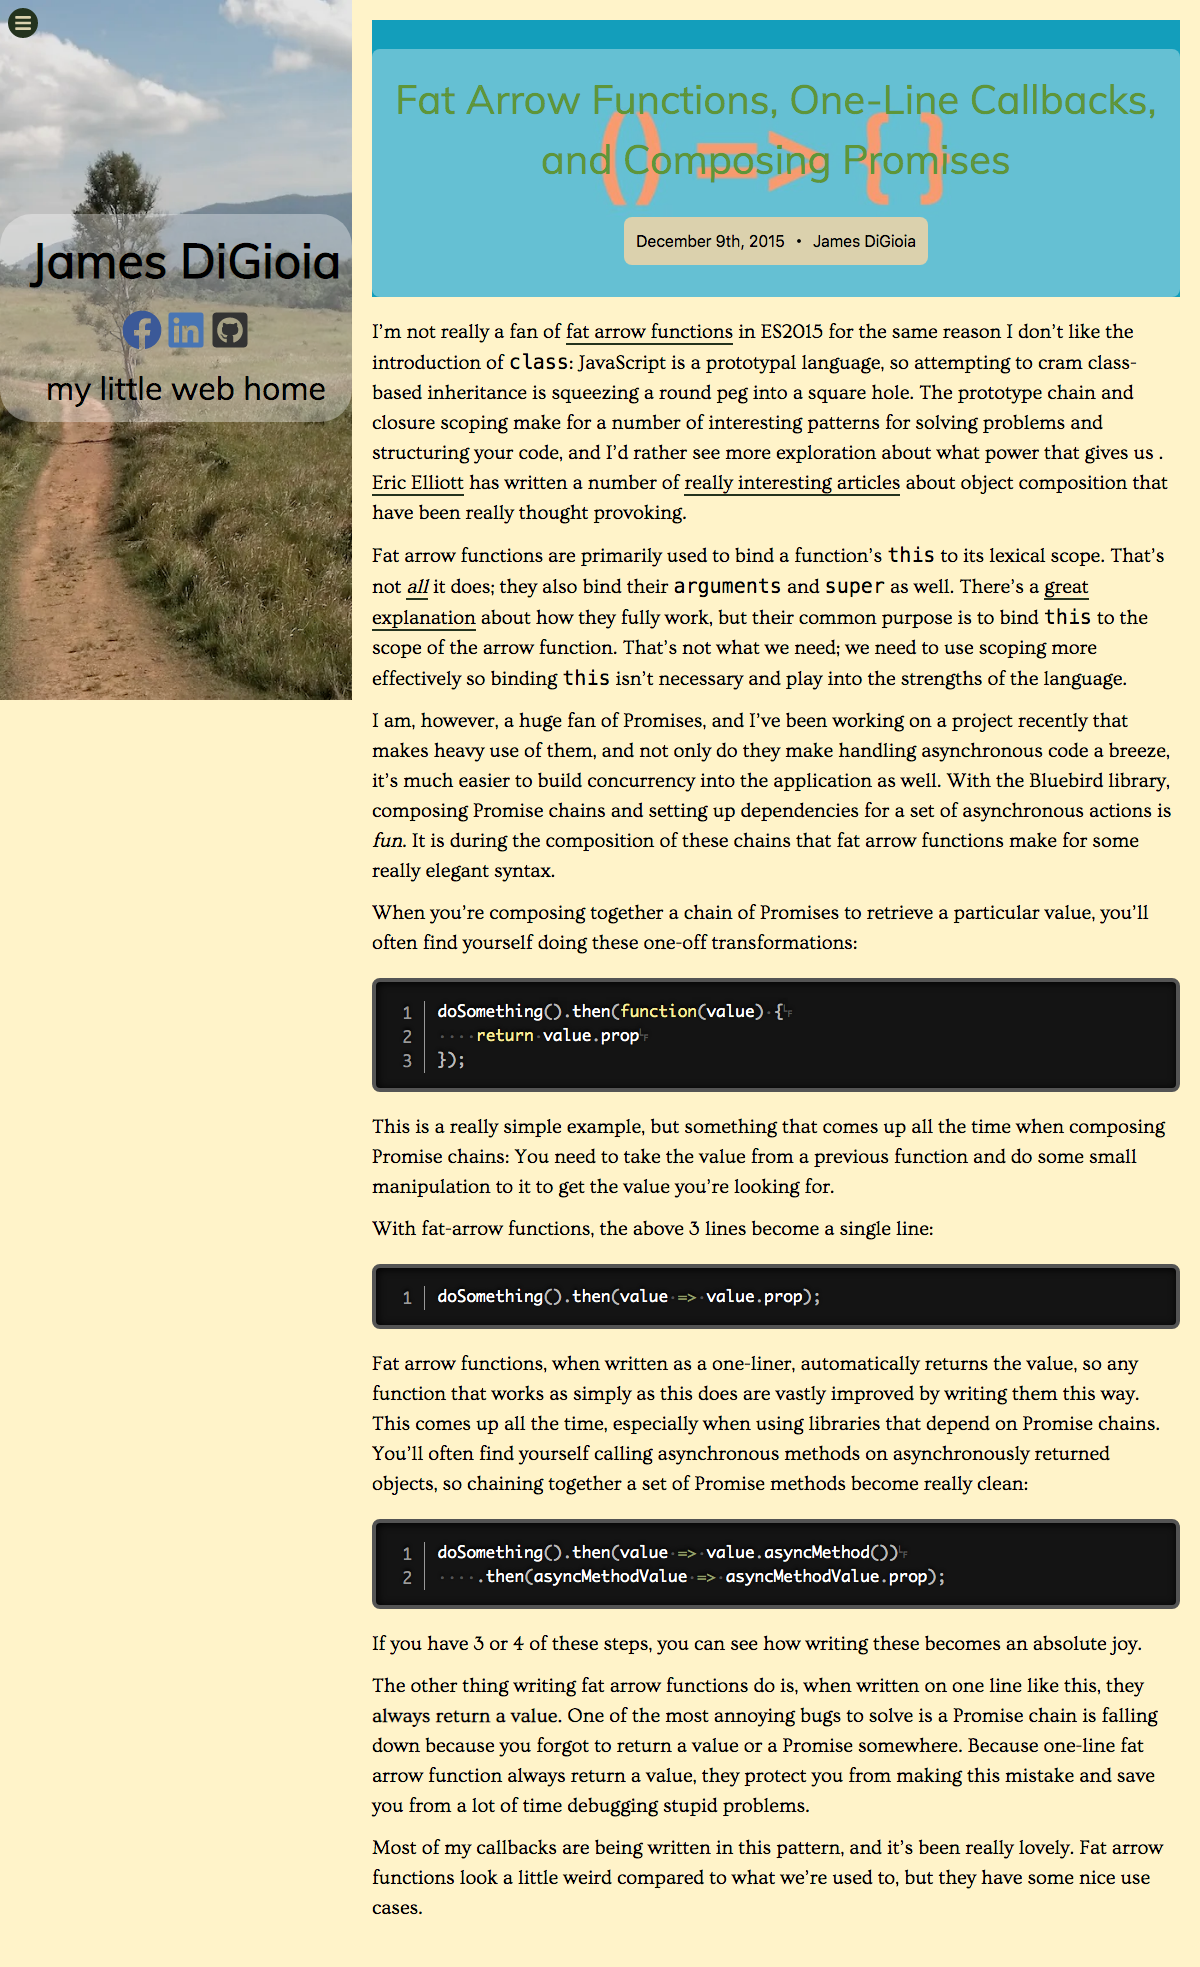 James DiGioia
my little web home
() => { }
Fat Arrow Functions, One-Line Callbacks,
and Composing Promises
December 9th, 2015 • James DiGioia
I’m not really a fan of fat arrow functions in ES2015 for the same reason I don’t like the
introduction of class: JavaScript is a prototypal language, so attempting to cram class-
based inheritance is squeezing a round peg into a square hole. The prototype chain and
closure scoping make for a number of interesting patterns for solving problems and
structuring your code, and I’d rather see more exploration about what power that gives us .
Eric Elliott has written a number of really interesting articles about object composition that
have been really thought provoking.
Fat arrow functions are primarily used to bind a function’s this to its lexical scope. That’s
not all it does; they also bind their arguments and super as well. There’s a great
explanation about how they fully work, but their common purpose is to bind this to the
scope of the arrow function. That’s not what we need; we need to use scoping more
effectively so binding this isn’t necessary and play into the strengths of the language.
I am, however, a huge fan of Promises, and I’ve been working on a project recently that
makes heavy use of them, and not only do they make handling asynchronous code a breeze,
it’s much easier to build concurrency into the application as well. With the Bluebird library,
composing Promise chains and setting up dependencies for a set of asynchronous actions is
fun. It is during the composition of these chains that fat arrow functions make for some
really elegant syntax.
When you’re composing together a chain of Promises to retrieve a particular value, you’ll
often find yourself doing these one-off transformations:
1 doSomething().then(function(value) {
2 return value.prop
3 });
This is a really simple example, but something that comes up all the time when composing
Promise chains: You need to take the value from a previous function and do some small
manipulation to it to get the value you’re looking for.
With fat-arrow functions, the above 3 lines become a single line:
1 doSomething().then(value => value.prop);
Fat arrow functions, when written as a one-liner, automatically returns the value, so any
function that works as simply as this does are vastly improved by writing them this way.
This comes up all the time, especially when using libraries that depend on Promise chains.
You’ll often find yourself calling asynchronous methods on asynchronously returned
objects, so chaining together a set of Promise methods become really clean:
1 doSomething().then(value => value.asyncMethod())
2 .then(asyncMethodValue => asyncMethodValue.prop);
If you have 3 or 4 of these steps, you can see how writing these becomes an absolute joy.
The other thing writing fat arrow functions do is, when written on one line like this, they
always return a value. One of the most annoying bugs to solve is a Promise chain is falling
down because you forgot to return a value or a Promise somewhere. Because one-line fat
arrow function always return a value, they protect you from making this mistake and save
you from a lot of time debugging stupid problems.
Most of my callbacks are being written in this pattern, and it’s been really lovely. Fat arrow
functions look a little weird compared to what we’re used to, but they have some nice use
cases.